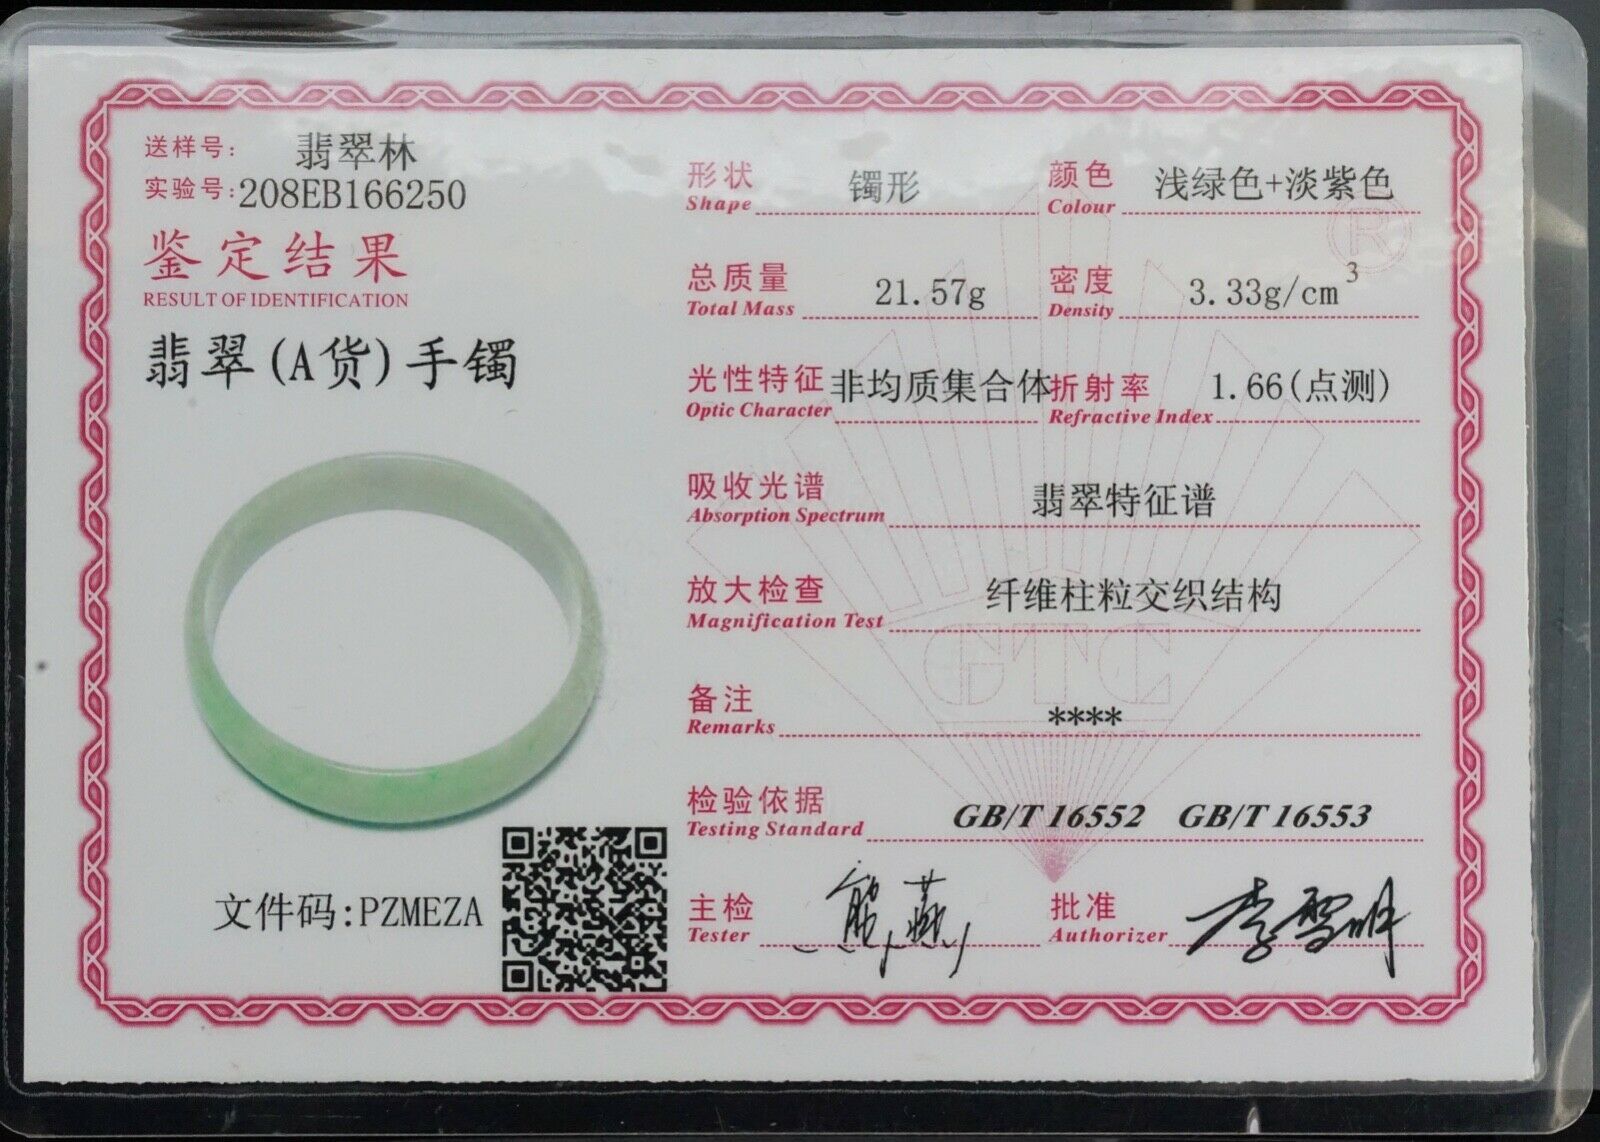 送样号: 翡翠林
实验号:208EB166250
鉴定结果
RESULT OF IDENTIFICATION
翡翠(A货)手镯
文件码:PZMEZA
形状 镯形 颜色 浅绿色+淡紫色
Shape Colour
®
总质量 21.57g 密度 3.33g/cm³
Total Mass Density
光性特征 非均质集合体 折射率 1.66(点测)
Optic Character Refractive Index
吸收光谱 翡翠特征谱
Absorption Spectrum
放大检查 纤维柱粒交织结构
Magnification Test
GTC
备注 ****
Remarks
检验依据 GB/T 16552 GB/T 16553
Testing Standard
主检 熊燕 批准 李雪明
Tester Authorizer